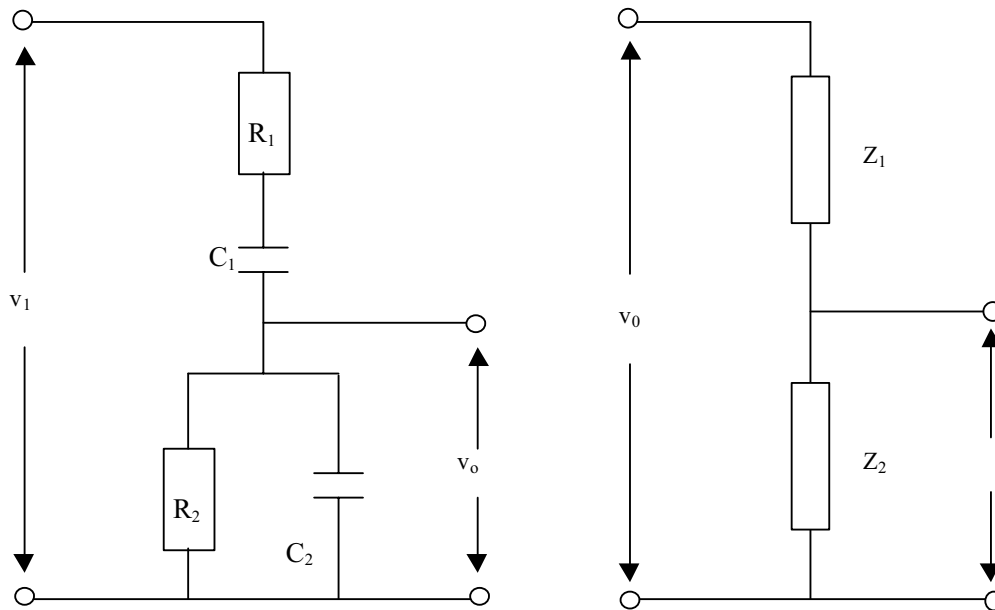 R₁
C₁
v₁
R₂
C₂
vₒ
Z₁
v₀
Z₂